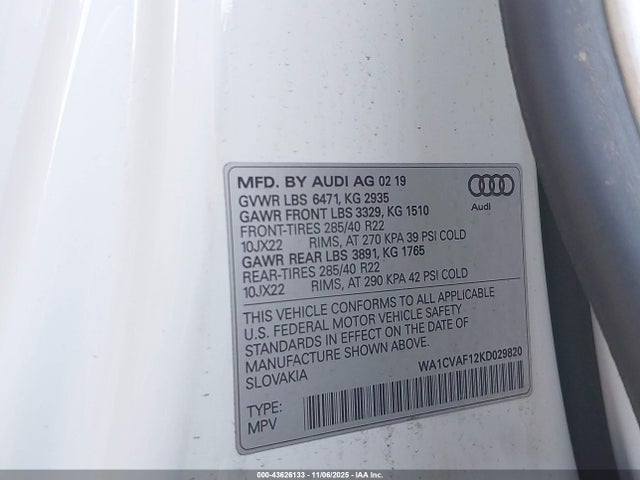 MFD. BY AUDI AG 02 19
GVWR LBS 6471, KG 2935
GAWR FRONT LBS 3329, KG 1510
FRONT-TIRES 285/40 R22
10JX22 RIMS, AT 270 KPA 39 PSI COLD
GAWR REAR LBS 3891, KG 1765
REAR-TIRES 285/40 R22
10JX22 RIMS, AT 290 KPA 42 PSI COLD
Audi
THIS VEHICLE CONFORMS TO ALL APPLICABLE
U.S. FEDERAL MOTOR VEHICLE SAFETY
STANDARDS IN EFFECT ON THE DATE OF
MANUFACTURE SHOWN ABOVE.
SLOVAKIA
WA1CVAF12KD029820
TYPE:
MPV
000-43626133 - 11/06/2025 - IAA Inc.